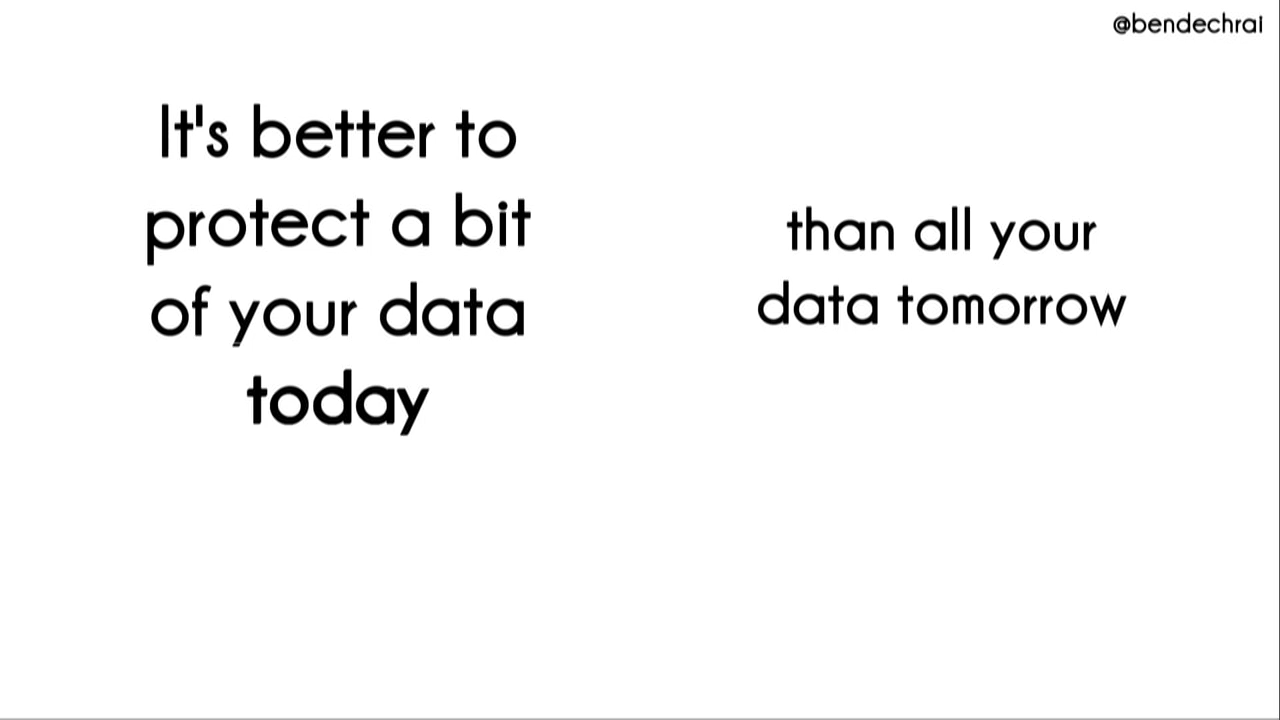 @bendechrai
It's better to
protect a bit
of your data
today
than all your
data tomorrow